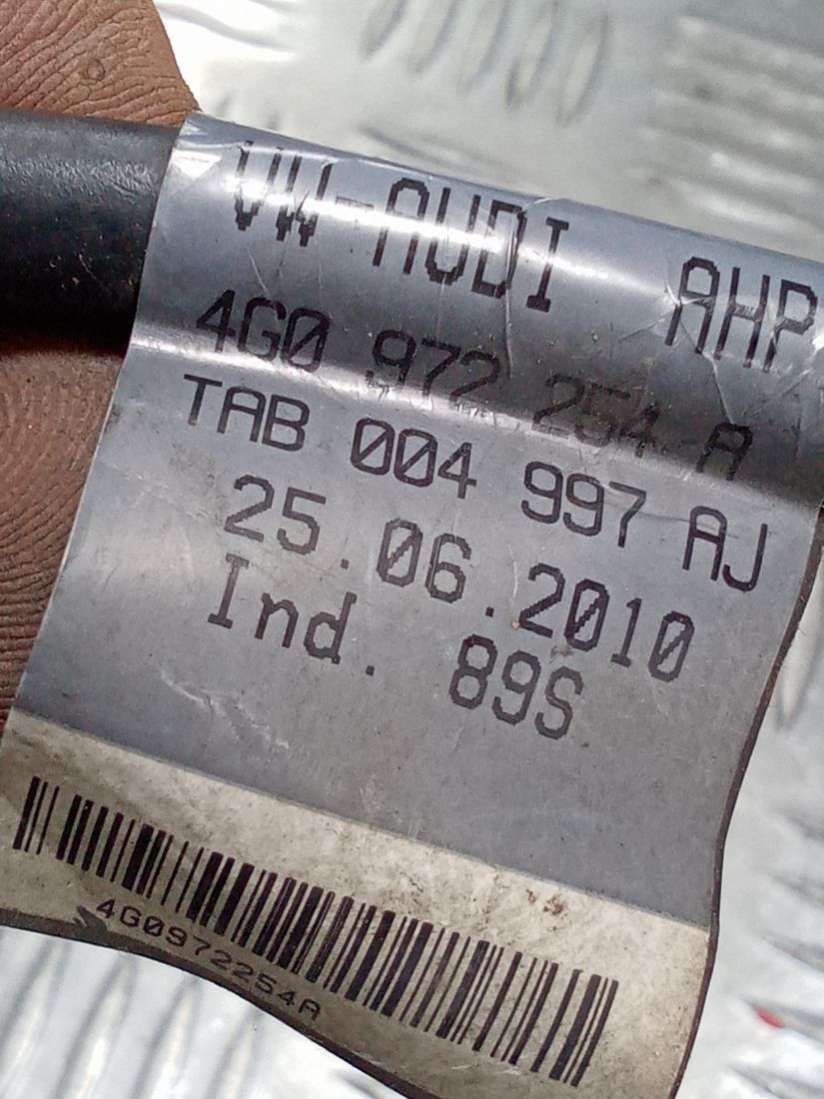 VW-AUDI AHP
4G0 972 254 A
TAB 004 997 AJ
25.06.2010
Ind. 89S
4G0972254A